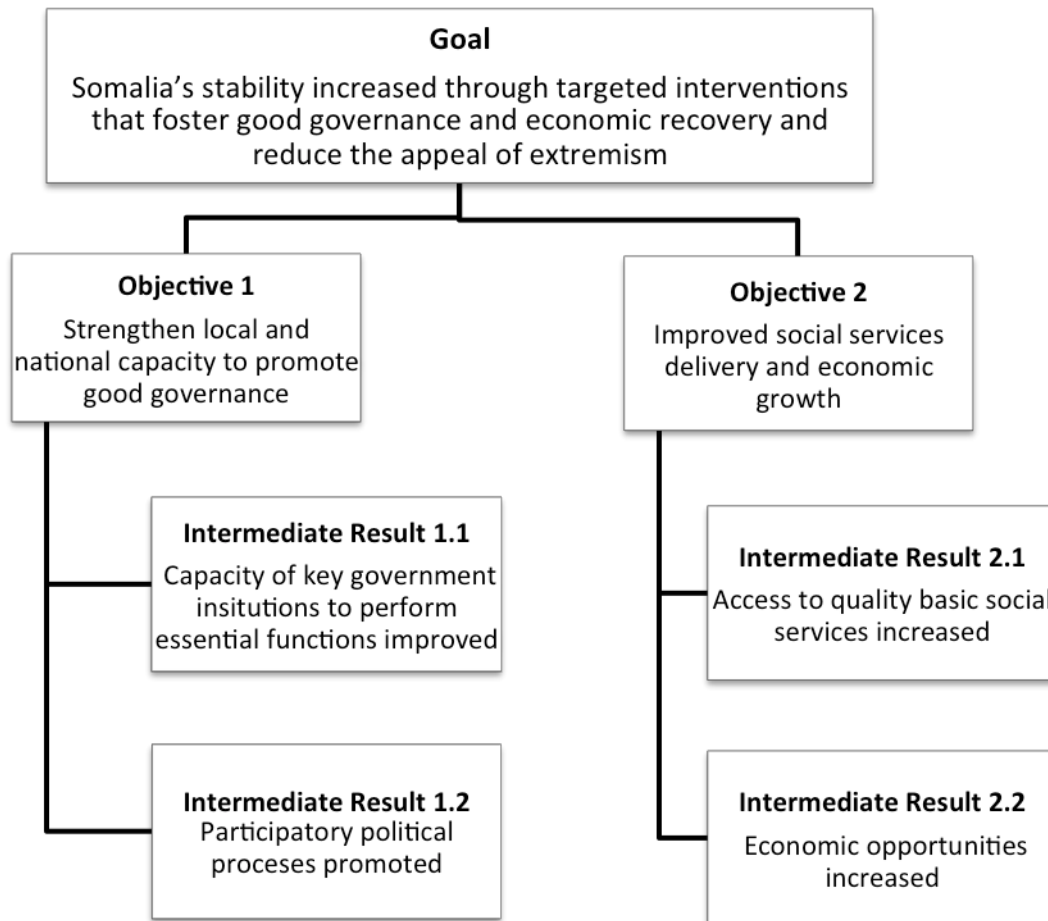 Goal
Somalia’s stability increased through targeted interventions
that foster good governance and economic recovery and
reduce the appeal of extremism
Objective 1
Strengthen local and
national capacity to promote
good governance
Objective 2
Improved social services
delivery and economic
growth
Intermediate Result 1.1
Capacity of key government
insitutions to perform
essential functions improved
Intermediate Result 2.1
Access to quality basic social
services increased
Intermediate Result 1.2
Participatory political
proceses promoted
Intermediate Result 2.2
Economic opportunities
increased